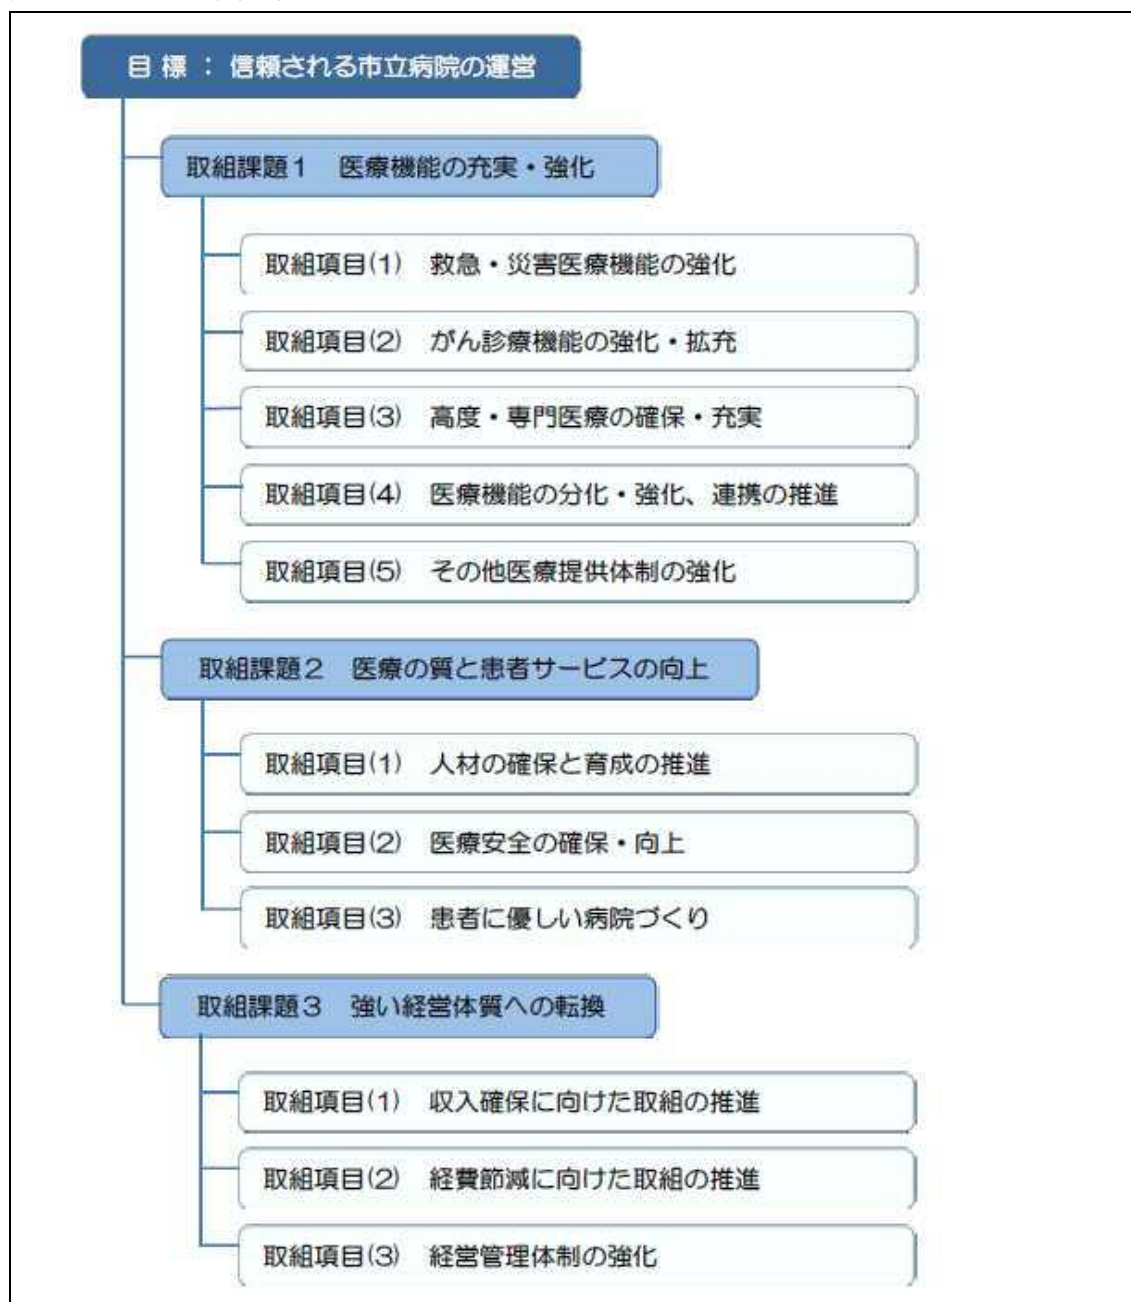 目 標 ： 信頼される市立病院の運営
取組課題１　医療機能の充実・強化
取組項目(1)　救急・災害医療機能の強化
取組項目(2)　がん診療機能の強化・拡充
取組項目(3)　高度・専門医療の確保・充実
取組項目(4)　医療機能の分化・強化、連携の推進
取組項目(5)　その他医療提供体制の強化
取組課題２　医療の質と患者サービスの向上
取組項目(1)　人材の確保と育成の推進
取組項目(2)　医療安全の確保・向上
取組項目(3)　患者に優しい病院づくり
取組課題３　強い経営体質への転換
取組項目(1)　収入確保に向けた取組の推進
取組項目(2)　経費節減に向けた取組の推進
取組項目(3)　経営管理体制の強化